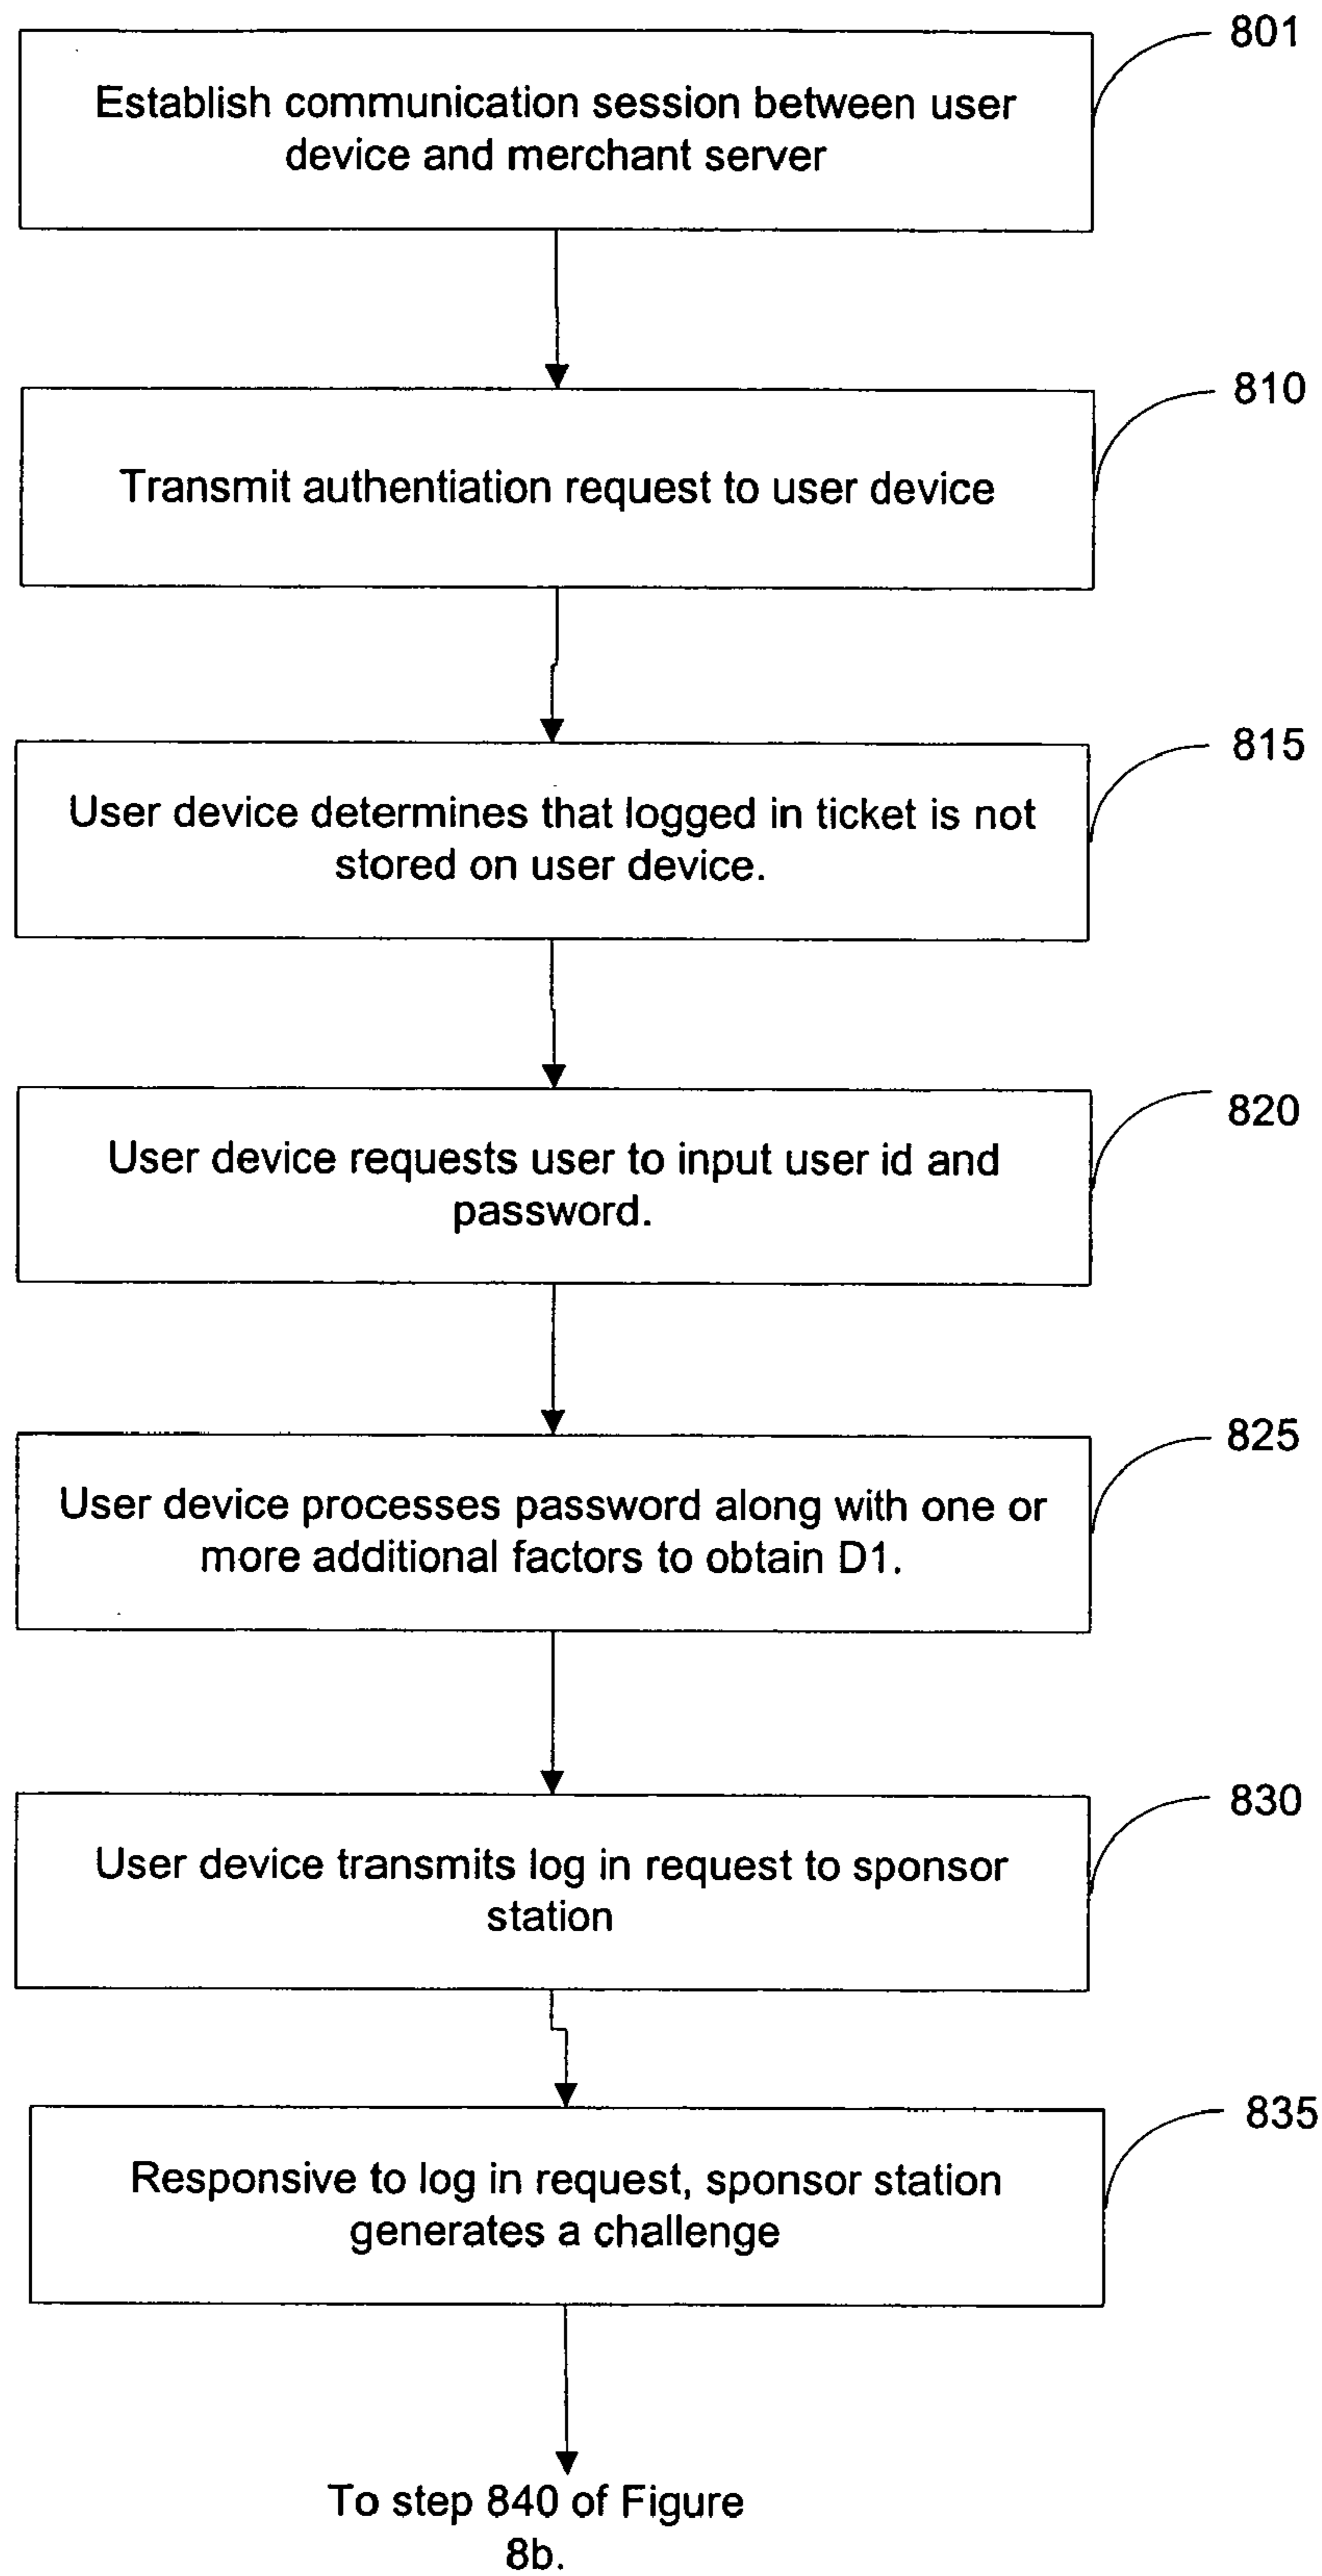 801
Establish communication session between user
device and merchant server
810
Transmit authentiation request to user device
815
User device determines that logged in ticket is not
stored on user device.
820
User device requests user to input user id and
password.
825
User device processes password along with one or
more additional factors to obtain D1.
830
User device transmits log in request to sponsor
station
835
Responsive to log in request, sponsor station
generates a challenge
To step 840 of Figure
8b.